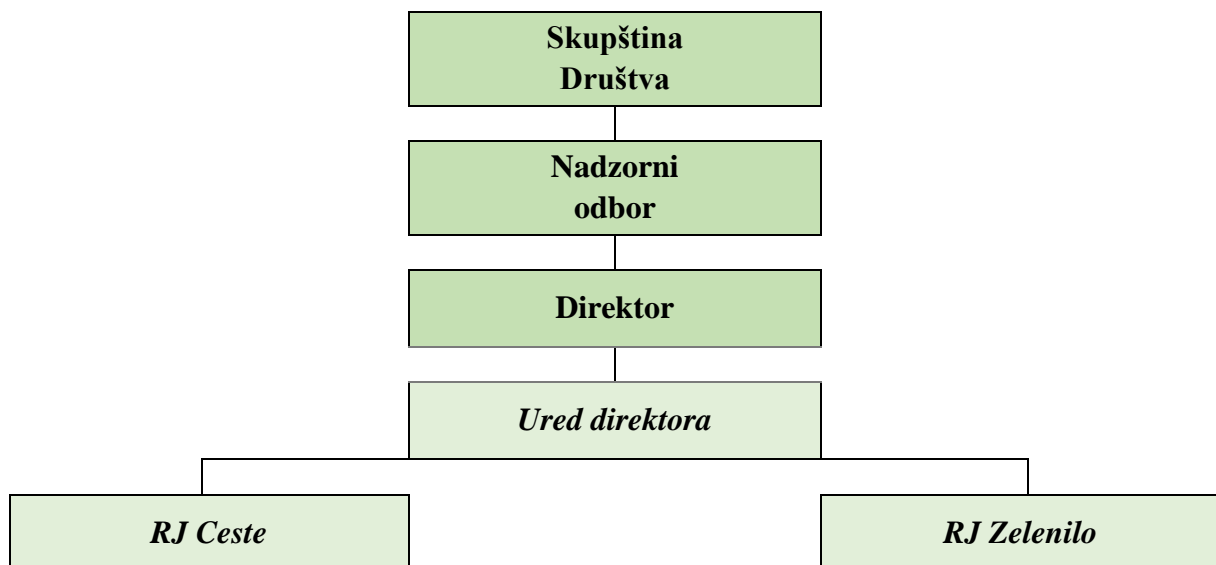 Skupština
Društva
Nadzorni
odbor
Direktor
Ured direktora
RJ Ceste
RJ Zelenilo